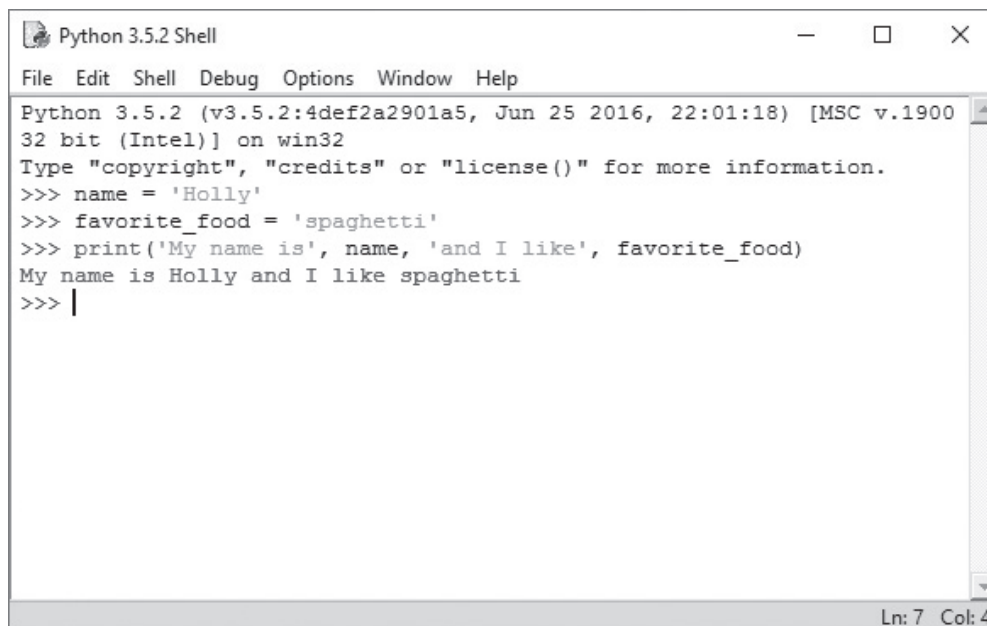 Python 3.5.2 Shell
File Edit Shell Debug Options Window Help
Python 3.5.2 (v3.5.2:4def2a2901a5, Jun 25 2016, 22:01:18) [MSC v.1900
32 bit (Intel)] on win32
Type "copyright", "credits" or "license()" for more information.
>>> name = 'Holly'
>>> favorite_food = 'spaghetti'
>>> print('My name is', name, 'and I like', favorite_food)
My name is Holly and I like spaghetti
>>>
Ln: 7 Col: 4